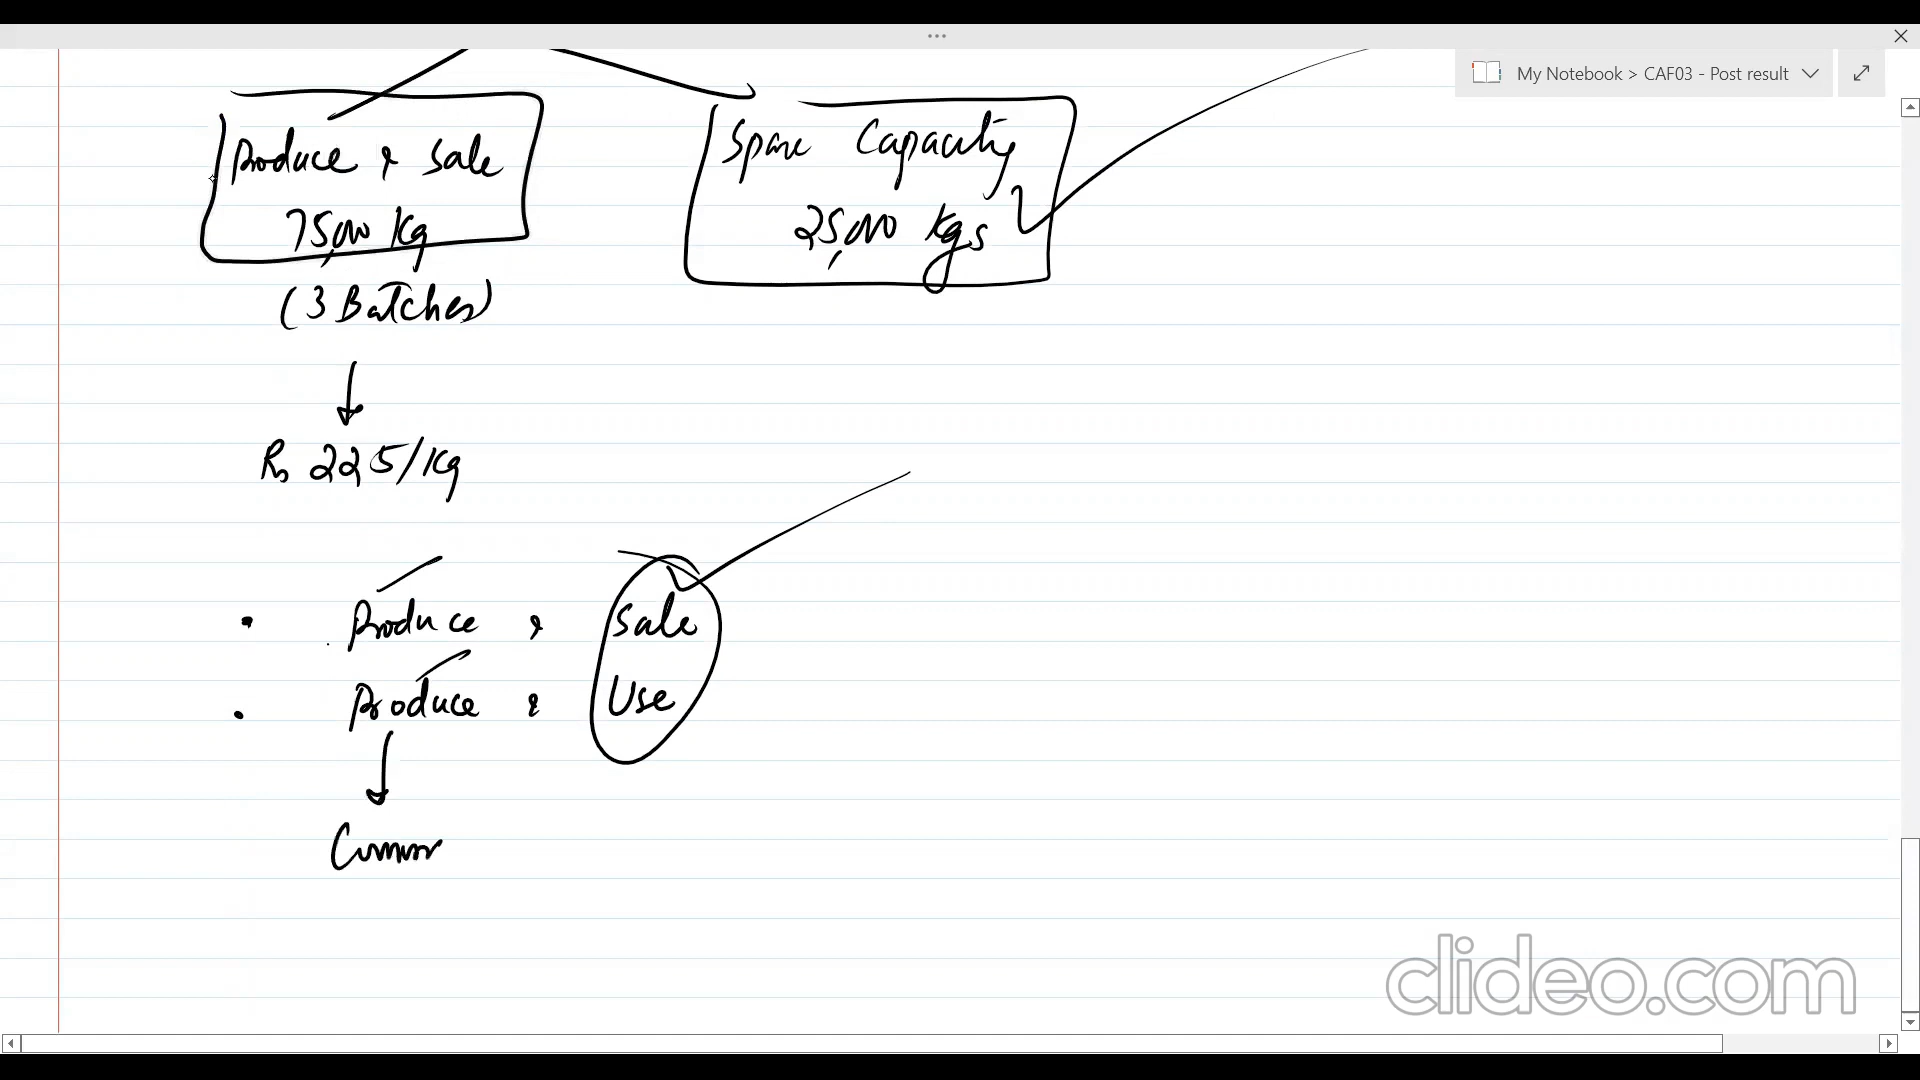 ...
My Notebook > CAF03 - Post result
Produce & Sale
75,000 Kg
(3 Batches)
Spare Capacity
25,000 Kgs
Rs 225/Kg
• Produce & Sale
• Produce & Use
clideo.com